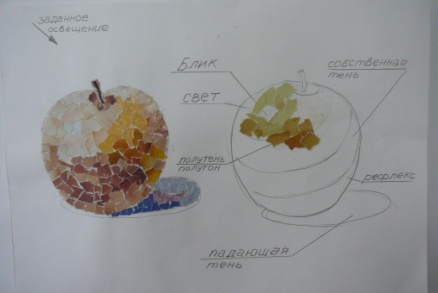 заданное
освещение
Блик
собственная
тень
свет
полутень
полутон
рефлекс
падающая
тень